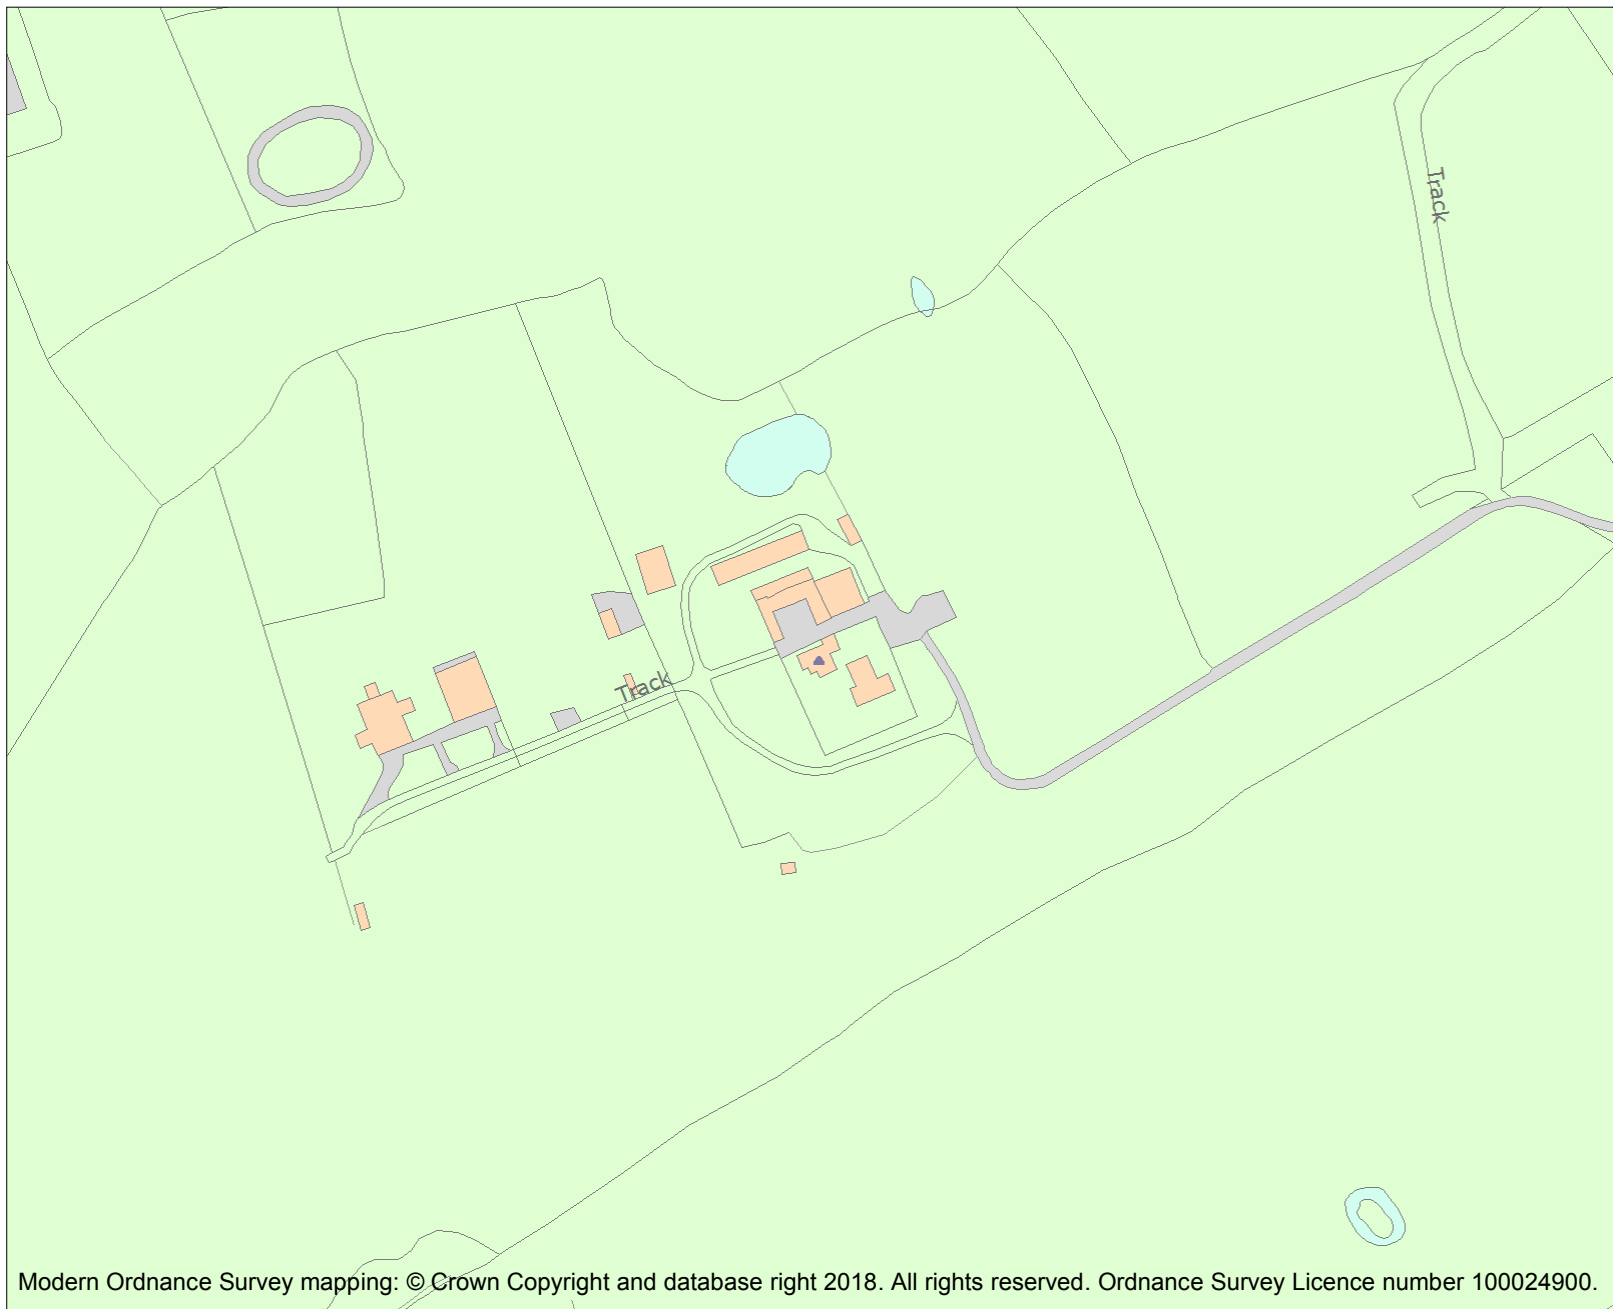 Track
Track
Modern Ordnance Survey mapping: © Crown Copyright and database right 2018. All rights reserved. Ordnance Survey Licence number 100024900.